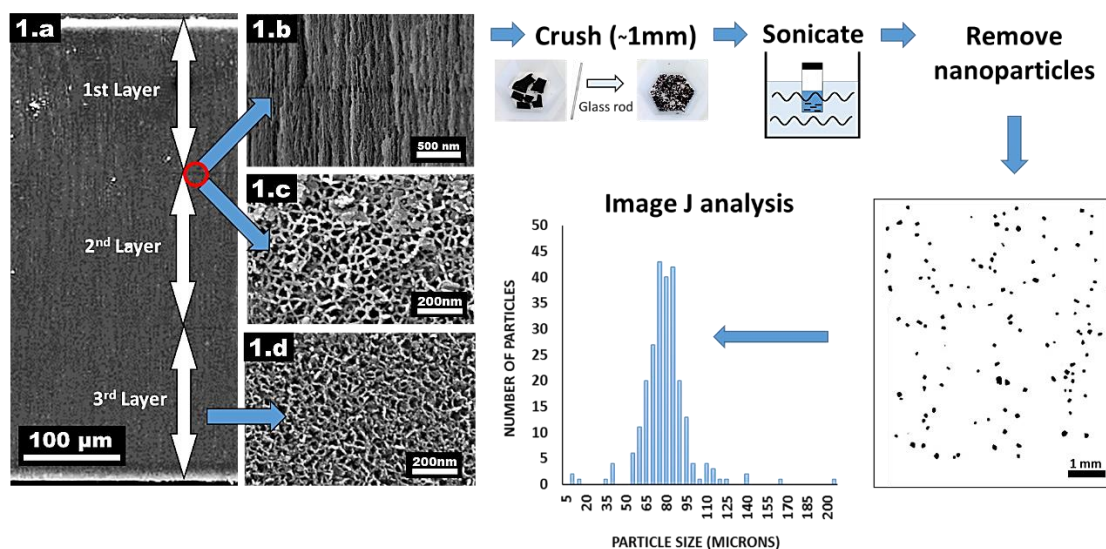 1.a
1st Layer
2nd Layer
3rd Layer
100 µm
1.b
500 nm
1.c
200nm
1.d
200nm
Crush (~1mm)
Glass rod
Sonicate
Remove
nanoparticles
1 mm
Image J analysis
NUMBER OF PARTICLES
50
45
40
35
30
25
20
15
10
5
0
5 20 35 50 65 80 95 110 125 140 155 170 185 200
PARTICLE SIZE (MICRONS)